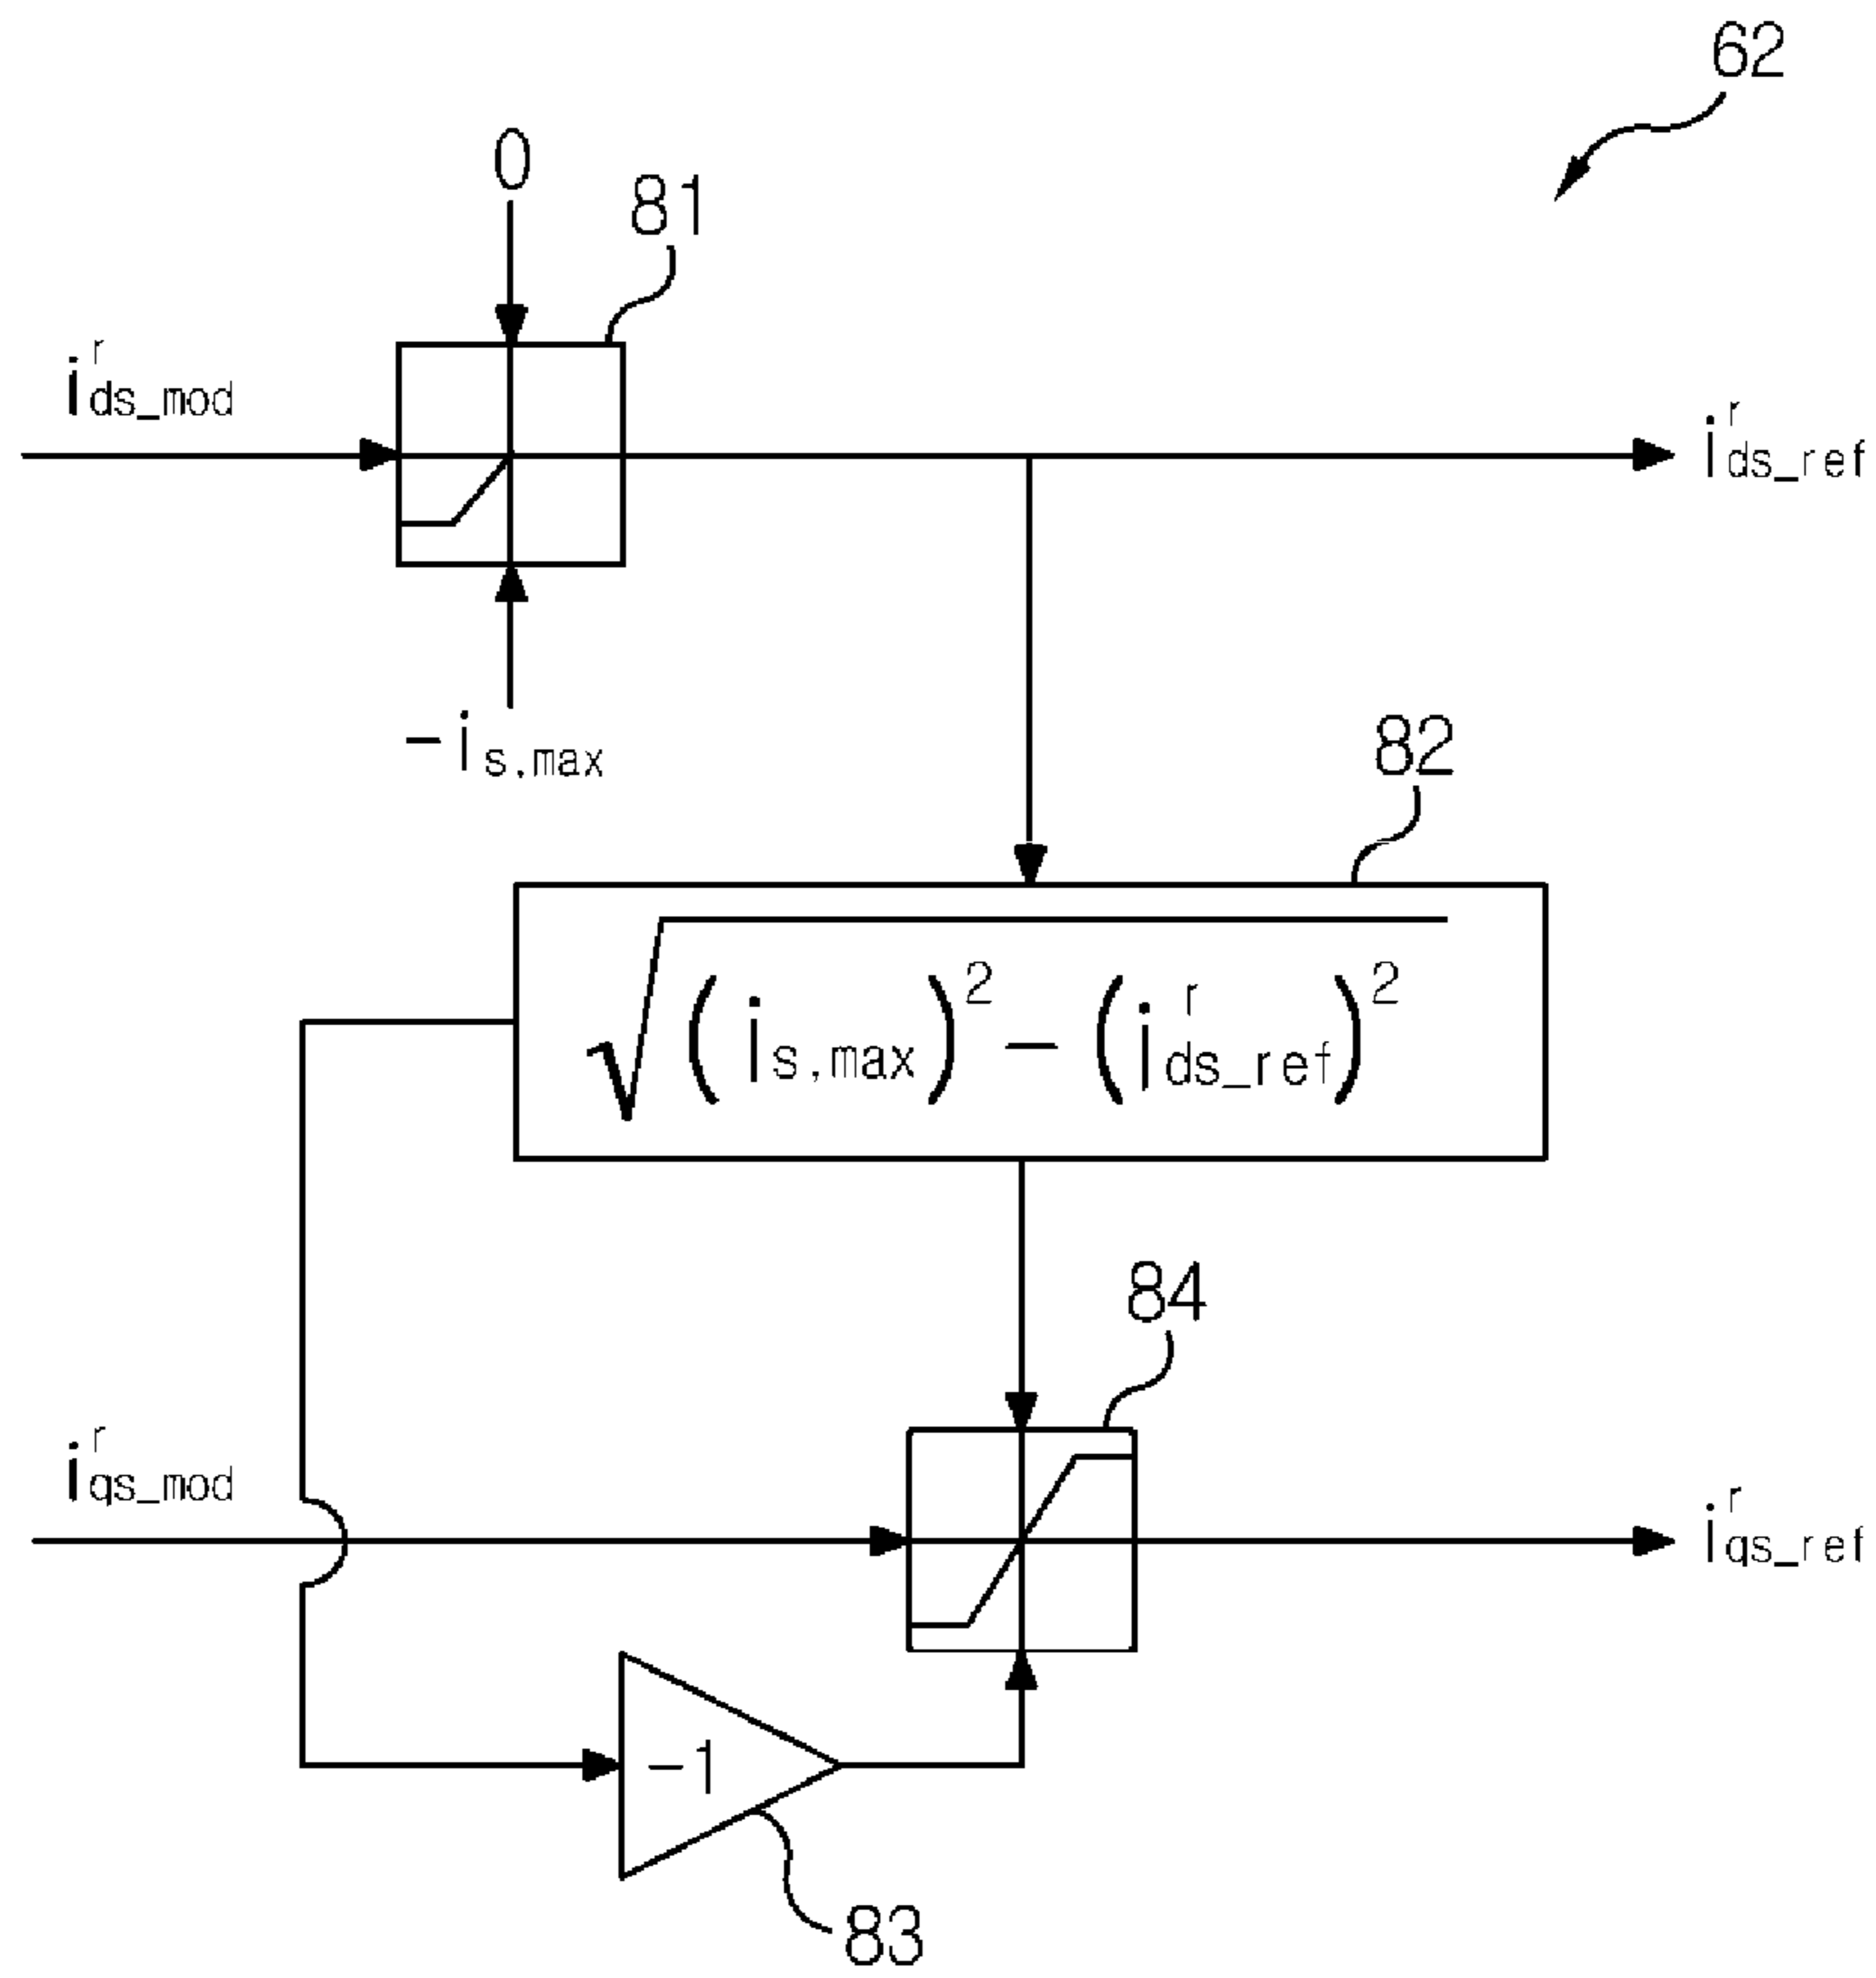 62
0
81
i^r_ds_mod
i^r_ds_ref
-i_s,max
82
√(i_s,max)^2-(i^r_ds_ref)^2
84
i^r_qs_mod
i^r_qs_ref
-1
83